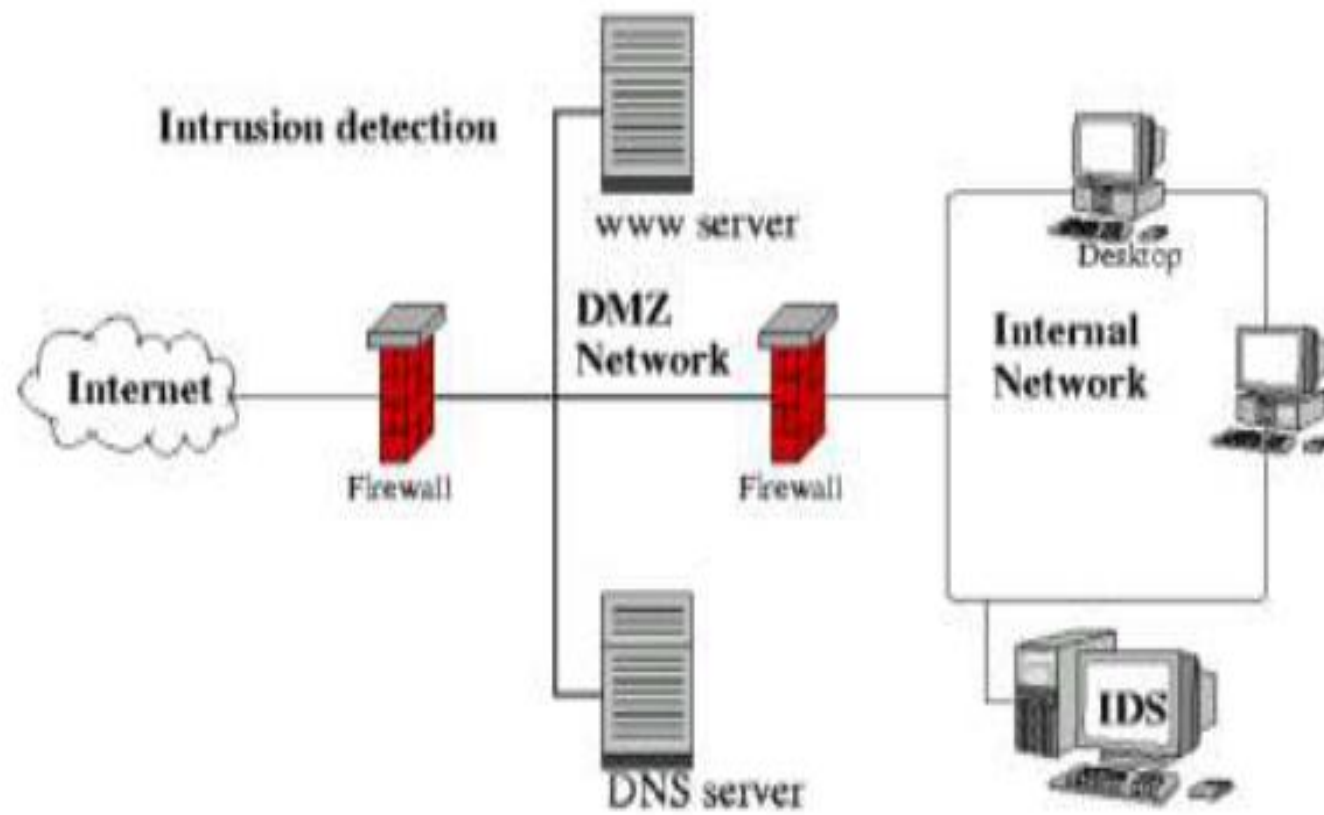 Intrusion detection
www server
DMZ
Network
Internet
Firewall
Firewall
Desktop
Internal
Network
IDS
DNS server